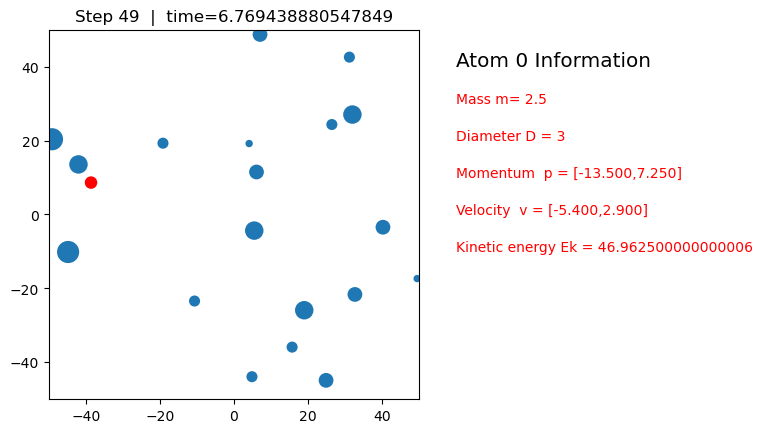 Step 49  |  time=6.769438880547849
Atom 0 Information
Mass m= 2.5
Diameter D = 3
Momentum  p = [-13.500,7.250]
Velocity  v = [-5.400,2.900]
Kinetic energy Ek = 46.962500000000006
40
20
0
−20
−40
−40 −20 0 20 40